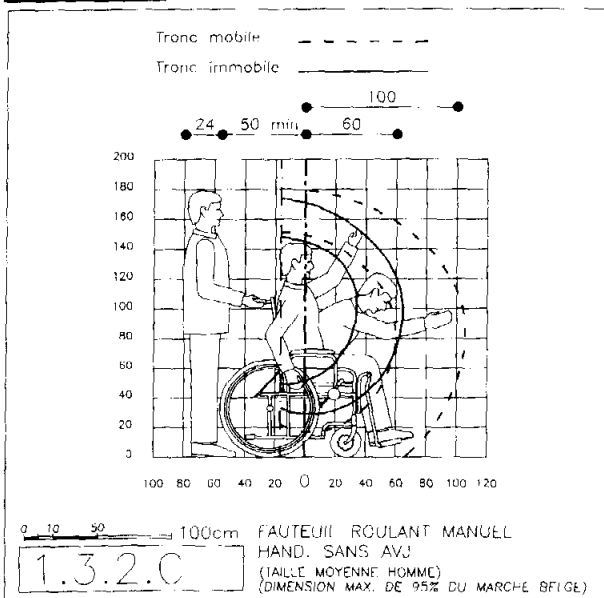 Tronc mobile
Tronc immobile
100
24 50 min 60
200
180
160
150
120
100
80
60
40
20
0
100 80 60 40 20 0 20 40 60 80 100 120
0 10 50 100cm
FAUTEUIL ROULANT MANUEL
HAND. SANS AVJ
(TAILLE MOYENNE HOMME)
(DIMENSION MAX. DE 95% DU MARCHE BELGE)
1.3.2.C